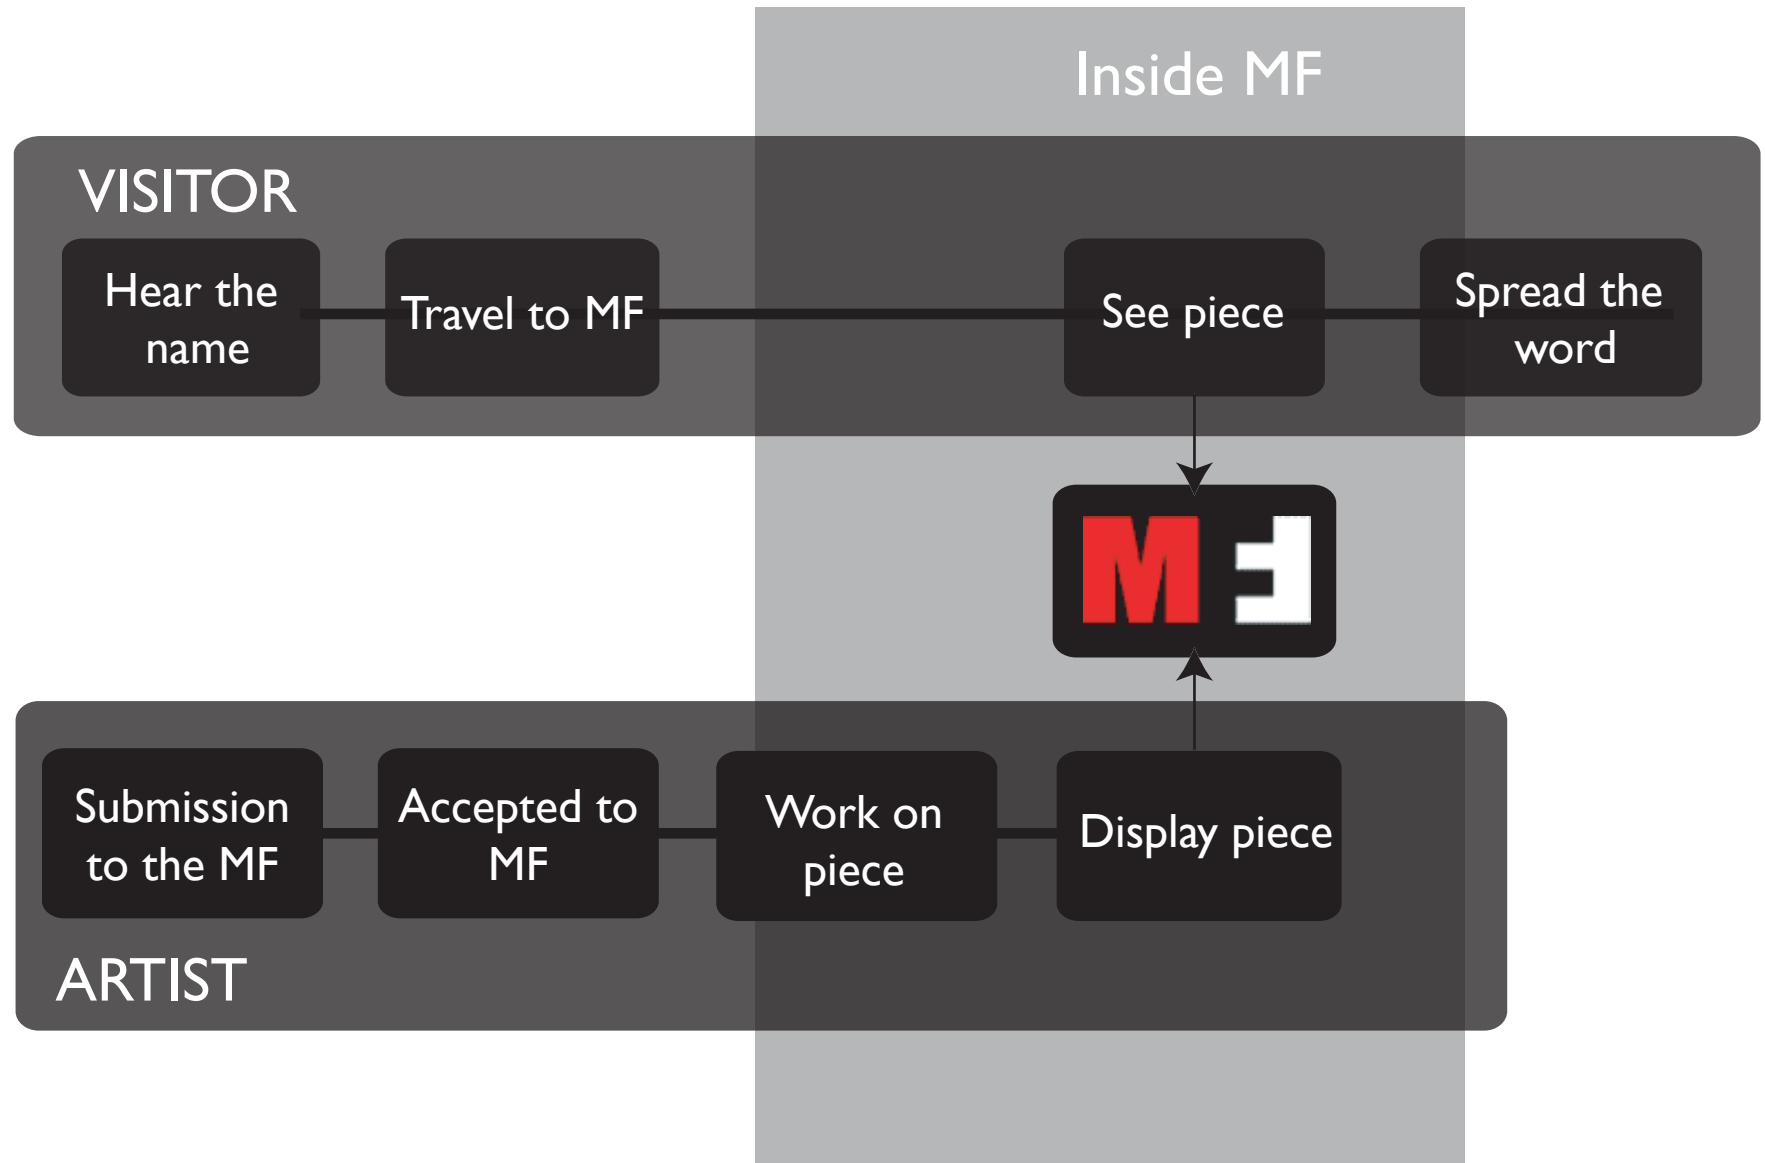 Inside MF
VISITOR
Hear the
name
Travel to MF
See piece
Spread the
word
MF
Submission
to the MF
Accepted to
MF
Work on
piece
Display piece
ARTIST